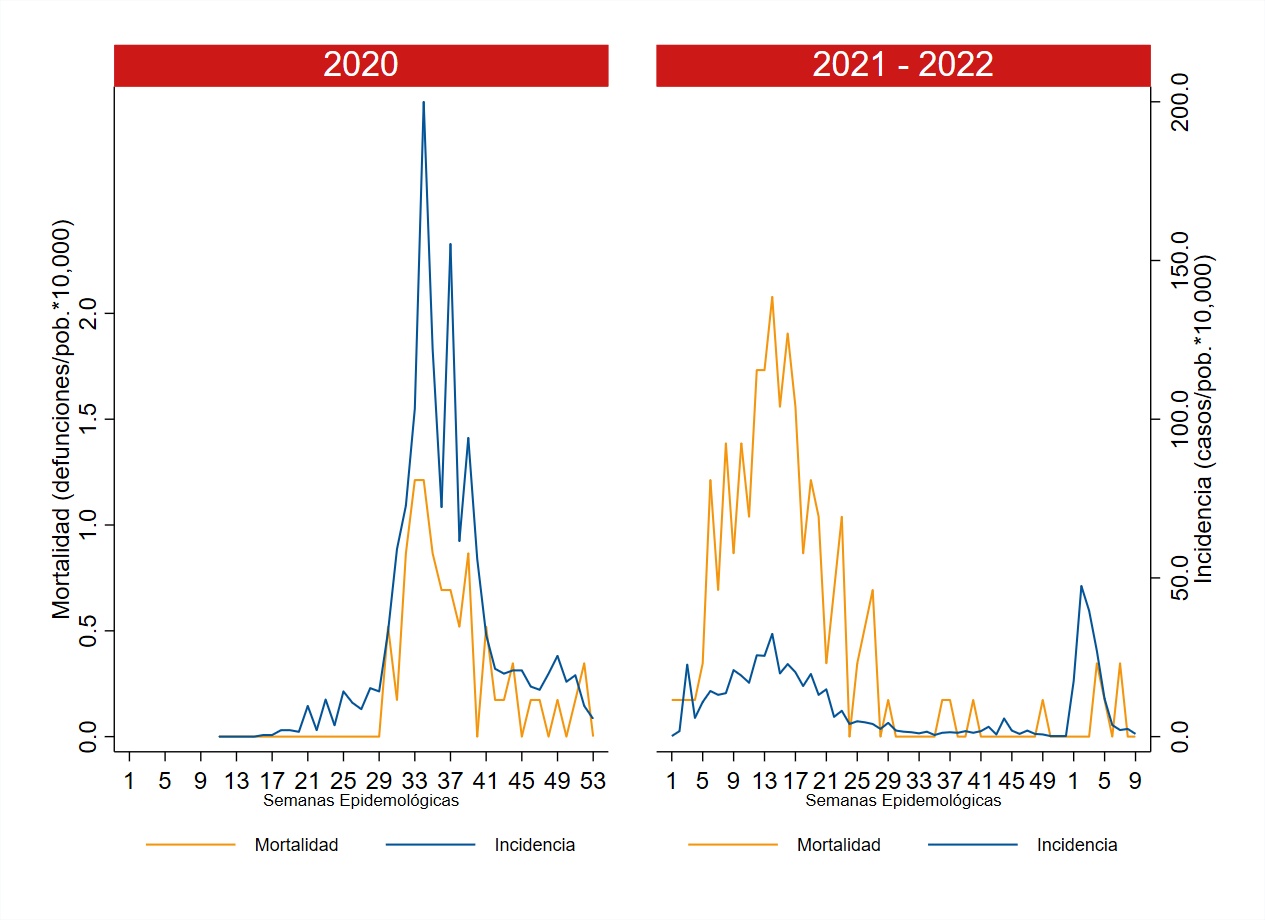 2020
2021 - 2022
Mortalidad (defunciones/pob.*10,000)
2.0
1.5
1.0
0.5
0.0
200.0
150.0
100.0
50.0
0.0
Incidencia (casos/pob.*10,000)
1 5 9 13 17 21 25 29 33 37 41 45 49 53
Semanas Epidemológicas
1 5 9 13 17 21 25 29 33 37 41 45 49 1 5 9
Semanas Epidemológicas
Mortalidad Incidencia
Mortalidad Incidencia